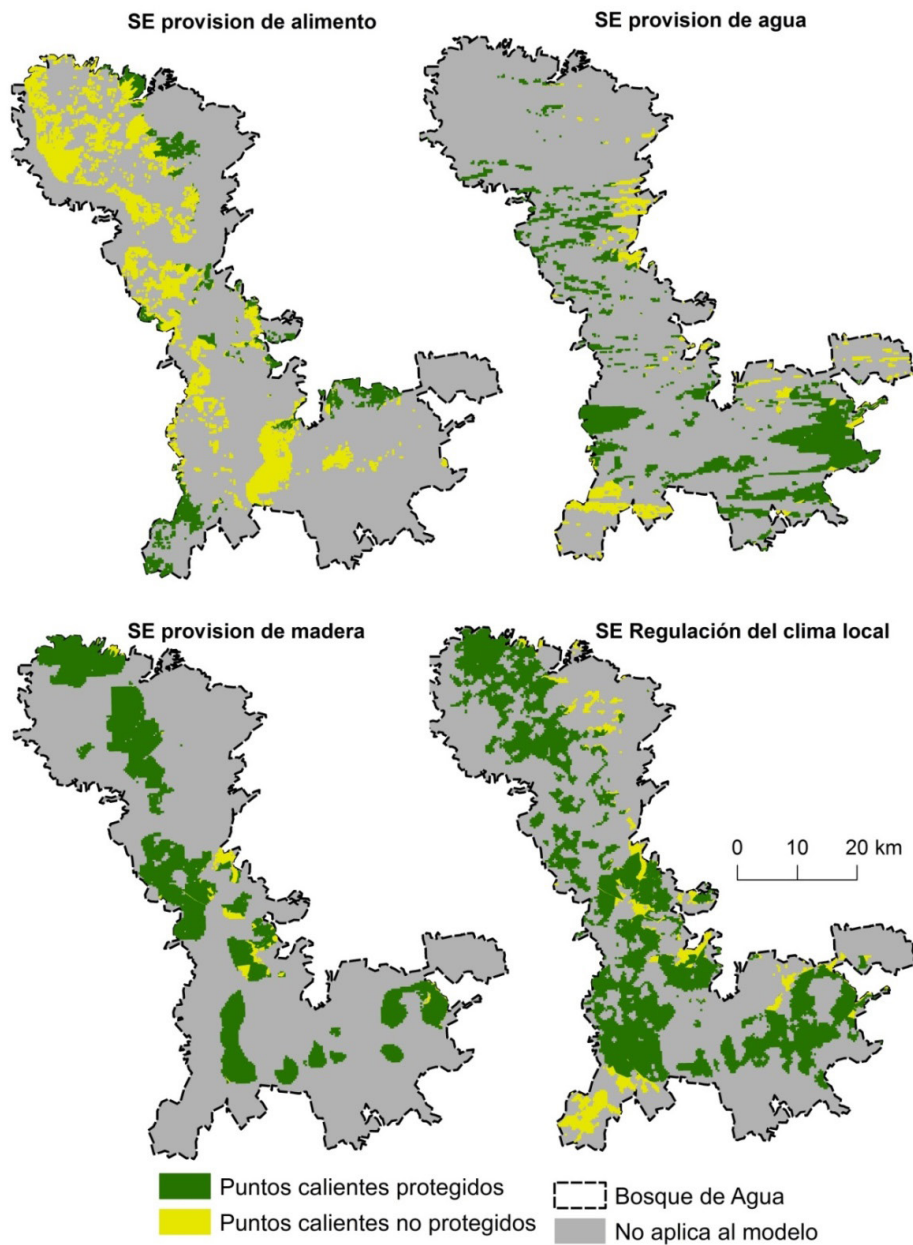 SE provision de alimento
SE provision de agua
SE provision de madera
SE Regulación del clima local
0 10 20 km
Puntos calientes protegidos
Puntos calientes no protegidos
Bosque de Agua
No aplica al modelo